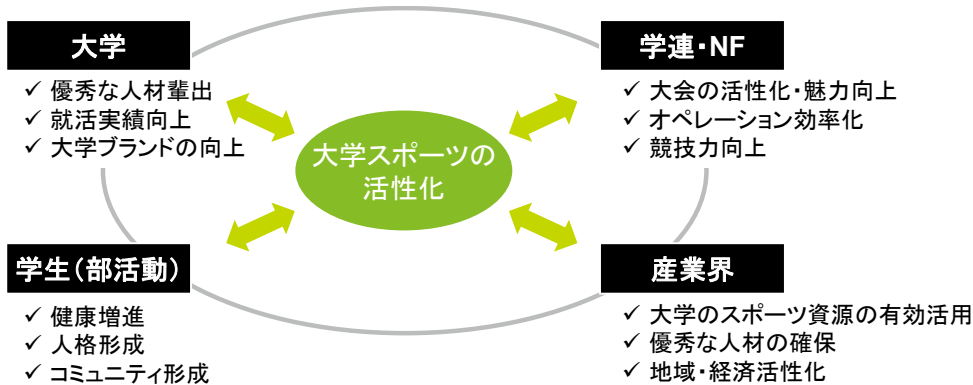 大学
✓ 優秀な人材輩出
✓ 就活実績向上
✓ 大学ブランドの向上
学連・NF
✓ 大会の活性化・魅力向上
✓ オペレーション効率化
✓ 競技力向上
大学スポーツの
活性化
学生(部活動)
✓ 健康増進
✓ 人格形成
✓ コミュニティ形成
産業界
✓ 大学のスポーツ資源の有効活用
✓ 優秀な人材の確保
✓ 地域・経済活性化